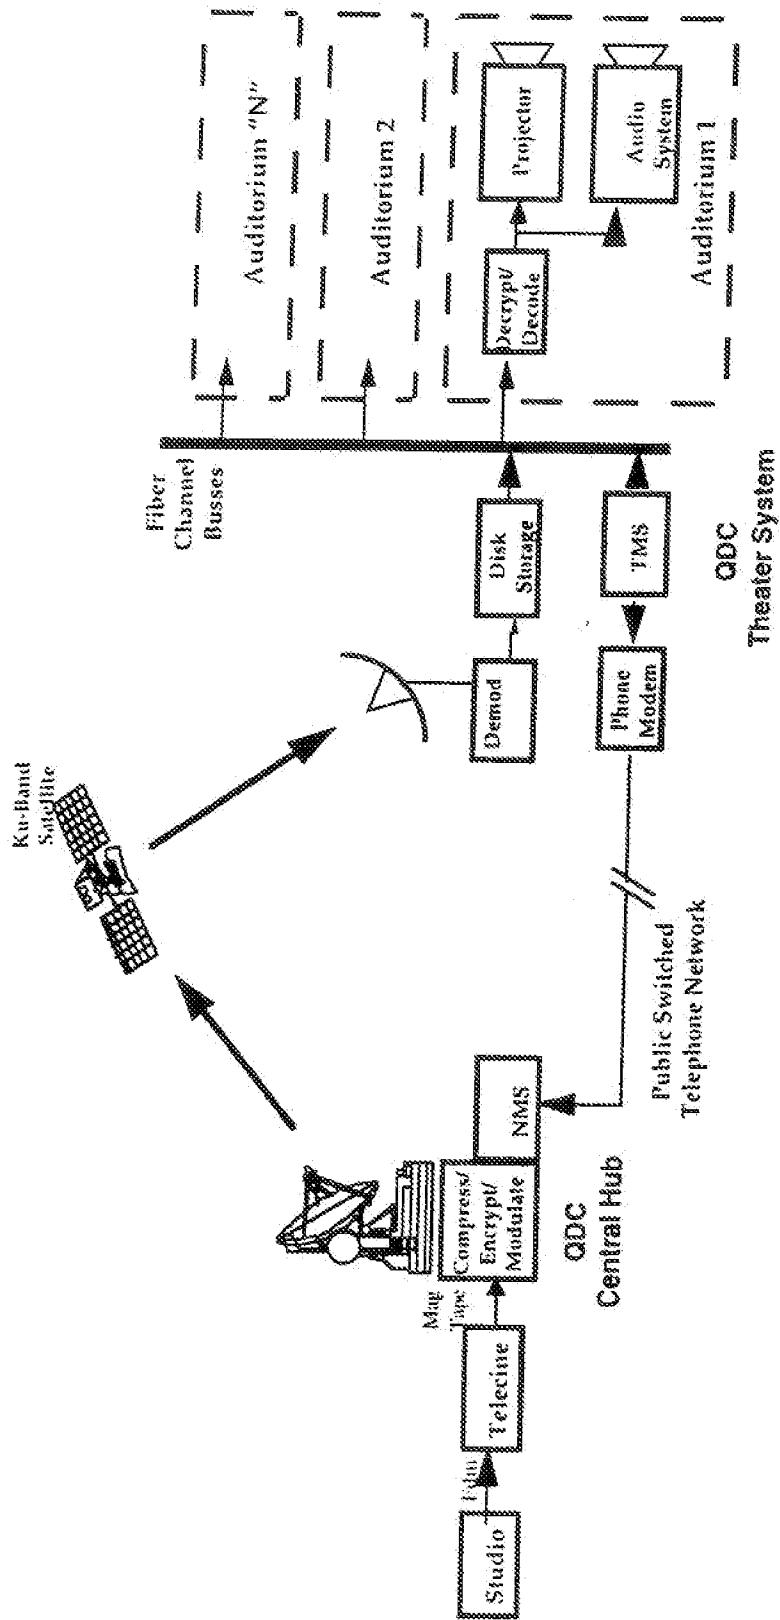 Studio
Film
Telecine
Mag
Tape
Compress/
Encrypt/
Modulate
NMS
QDC
Central Hub
Ku-Band
Satellite
Public Switched
Telephone Network
Demod
Disk
Storage
Phone
Modem
TMS
QDC
Theater System
Fiber
Channel
Busses
Auditorium "N"
Auditorium 2
Decrypt/
Decode
Projector
Audio
System
Auditorium 1